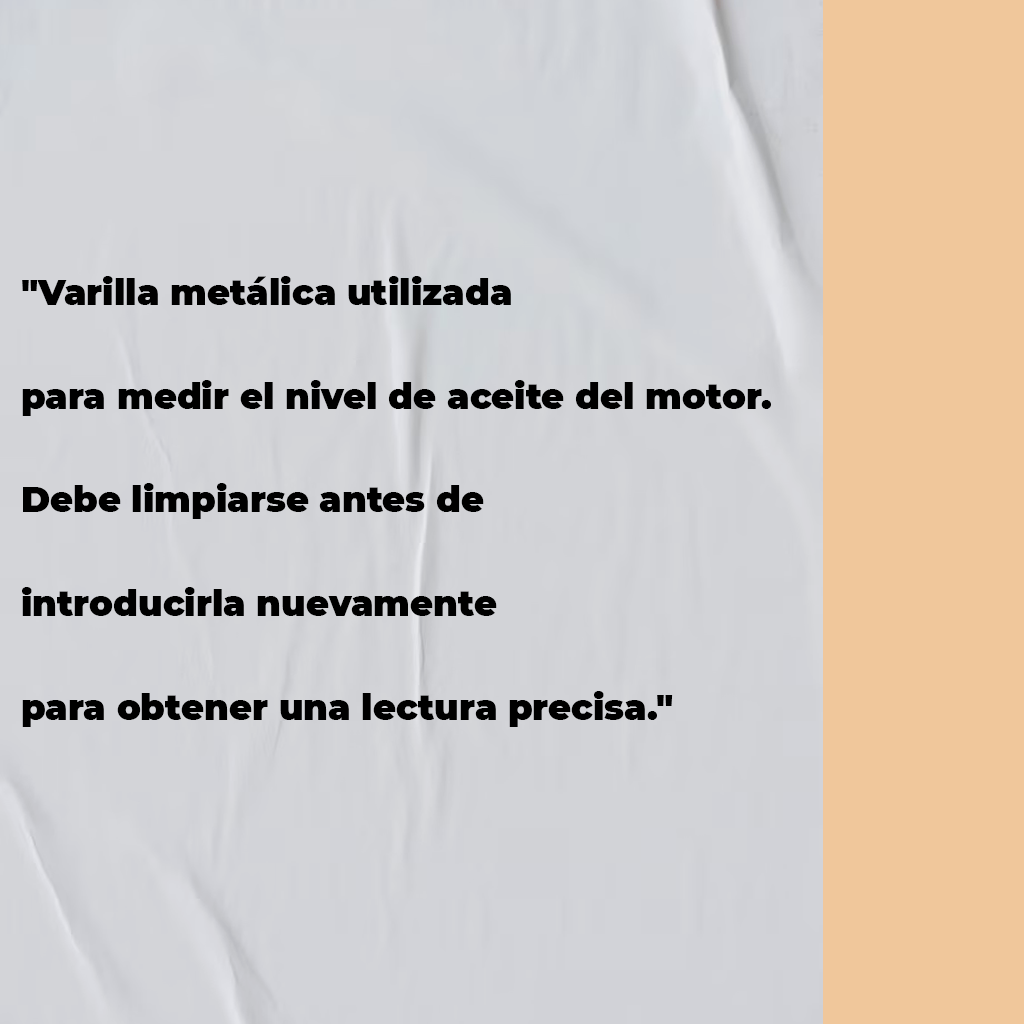 "Varilla metálica utilizada
para medir el nivel de aceite del motor.
Debe limpiarse antes de
introducirla nuevamente
para obtener una lectura precisa."